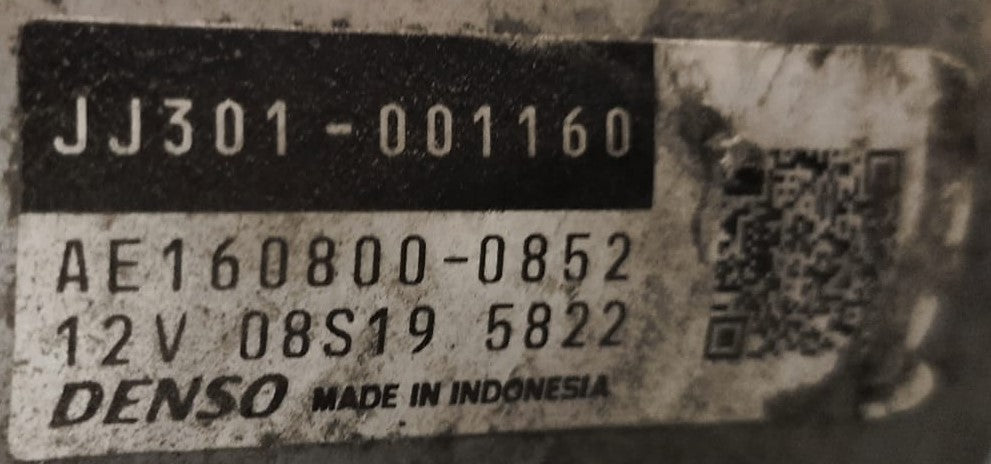 JJ301-001160
AE160800-0852
12V 08S19 5822
DENSO MADE IN INDONESIA